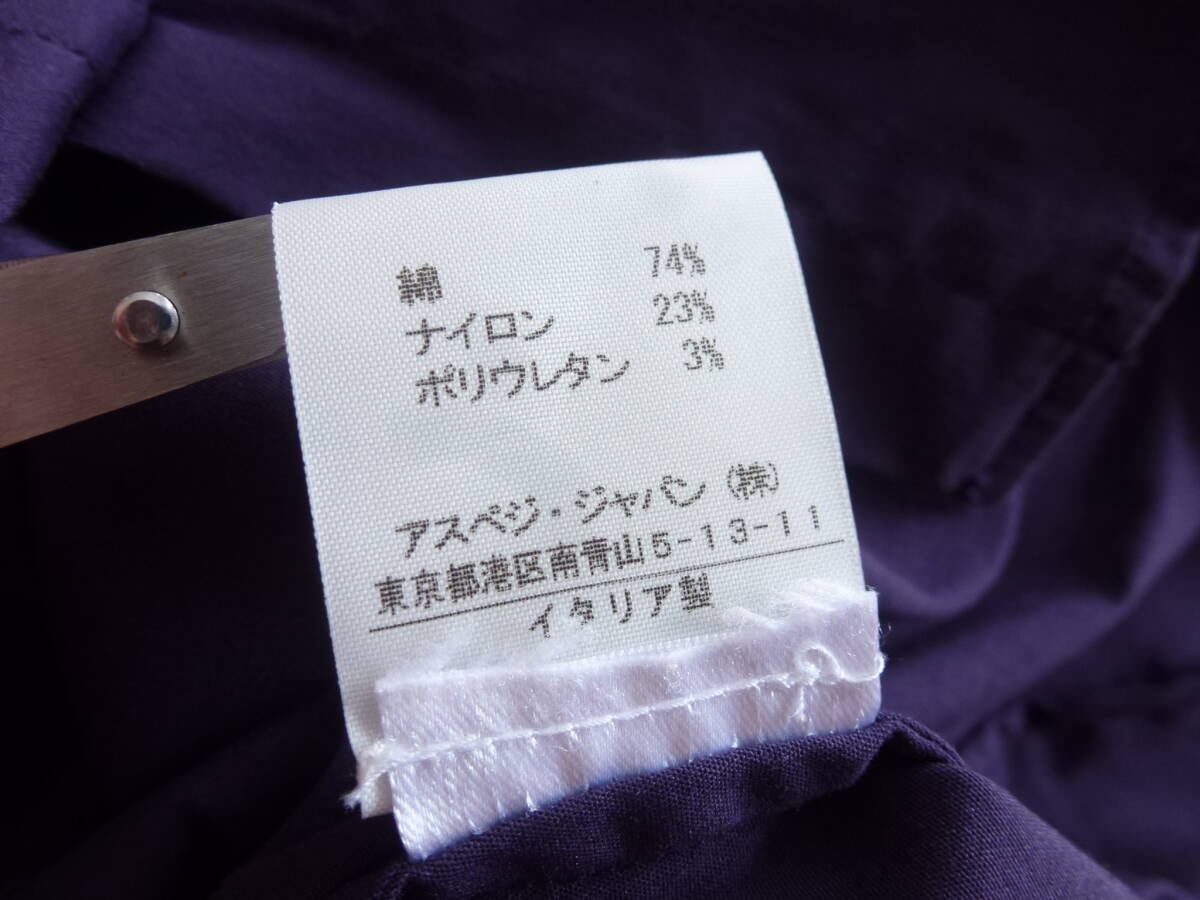 綿 74%
ナイロン 23%
ポリウレタン 3%
アスペジ・ジャパン(株)
東京都港区南青山5-13-11
イタリア製